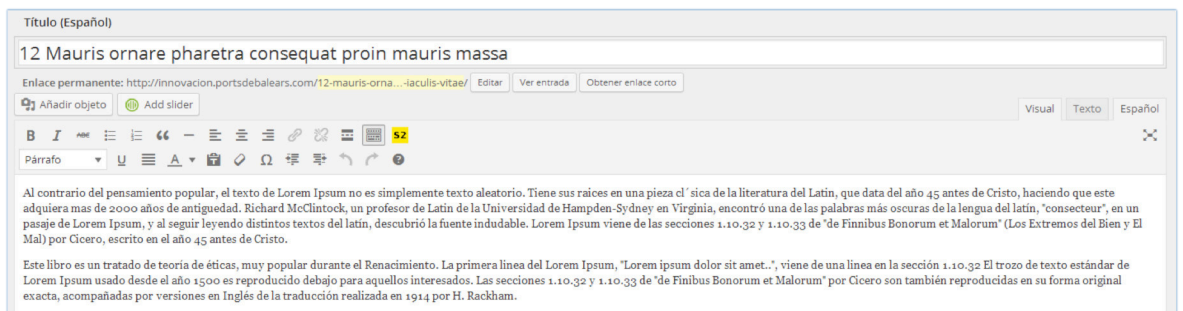 Título (Español)
12 Mauris ornare pharetra consequat proin mauris massa
Enlace permanente: http://innovacion.portsdebalears.com/12-mauris-orna…-iaculis-vitae/ Editar Ver entrada Obtener enlace corto
Añadir objeto Add slider Visual Texto Español
B I ABC S2
Párrafo U A T Ω ?
Al contrario del pensamiento popular, el texto de Lorem Ipsum no es simplemente texto aleatorio. Tiene sus raices en una pieza cl´sica de la literatura del Latin, que data del año 45 antes de Cristo, haciendo que este
adquiera mas de 2000 años de antiguedad. Richard McClintock, un profesor de Latin de la Universidad de Hampden-Sydney en Virginia, encontró una de las palabras más oscuras de la lengua del latín, "consecteur", en un
pasaje de Lorem Ipsum, y al seguir leyendo distintos textos del latín, descubrió la fuente indudable. Lorem Ipsum viene de las secciones 1.10.32 y 1.10.33 de "de Finnibus Bonorum et Malorum" (Los Extremos del Bien y El
Mal) por Cicero, escrito en el año 45 antes de Cristo.
Este libro es un tratado de teoría de éticas, muy popular durante el Renacimiento. La primera linea del Lorem Ipsum, "Lorem ipsum dolor sit amet..", viene de una linea en la sección 1.10.32 El trozo de texto estándar de
Lorem Ipsum usado desde el año 1500 es reproducido debajo para aquellos interesados. Las secciones 1.10.32 y 1.10.33 de "de Finibus Bonorum et Malorum" por Cicero son también reproducidas en su forma original
exacta, acompañadas por versiones en Inglés de la traducción realizada en 1914 por H. Rackham.